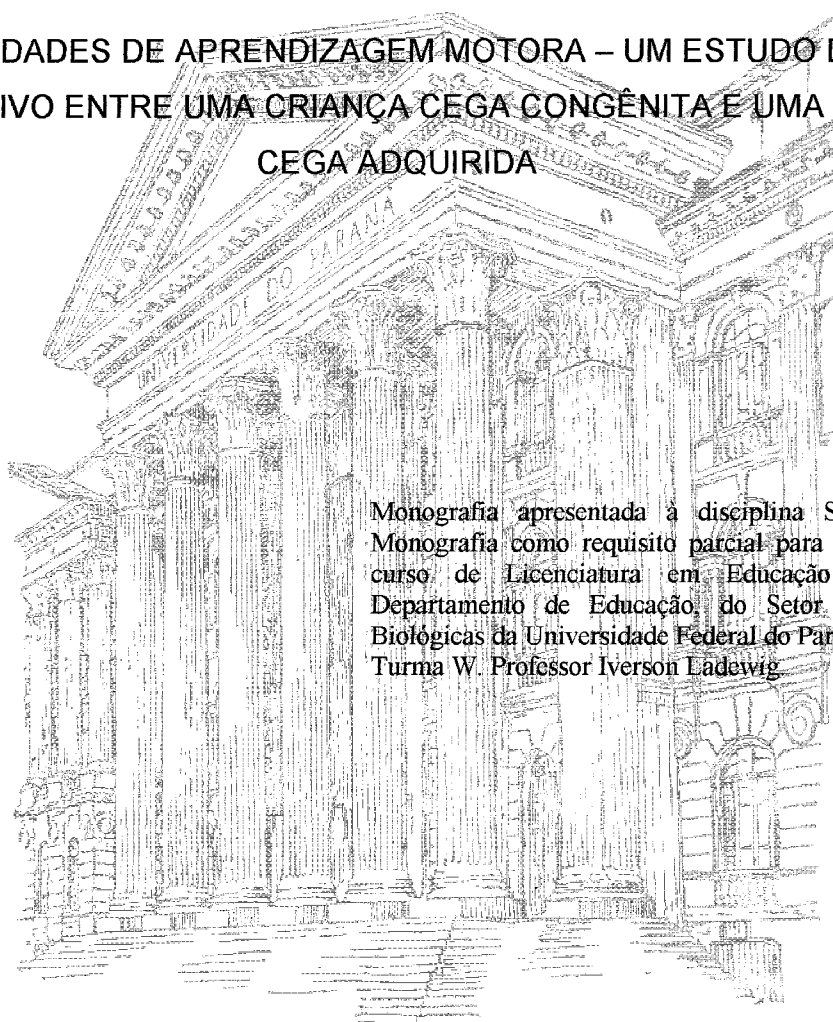 DADES DE APRENDIZAGEM MOTORA – UM ESTUDO
IVO ENTRE UMA CRIANÇA CEGA CONGÊNITA E UMA
CEGA ADQUIRIDA
UNIVERSIDADE DO PARANÁ
Monografia apresentada à disciplina S
Monografia como requisito parcial para
curso de Licenciatura em Educação
Departamento de Educação, do Setor
Biológicas da Universidade Federal do Par
Turma W. Professor Iverson Ladewig.